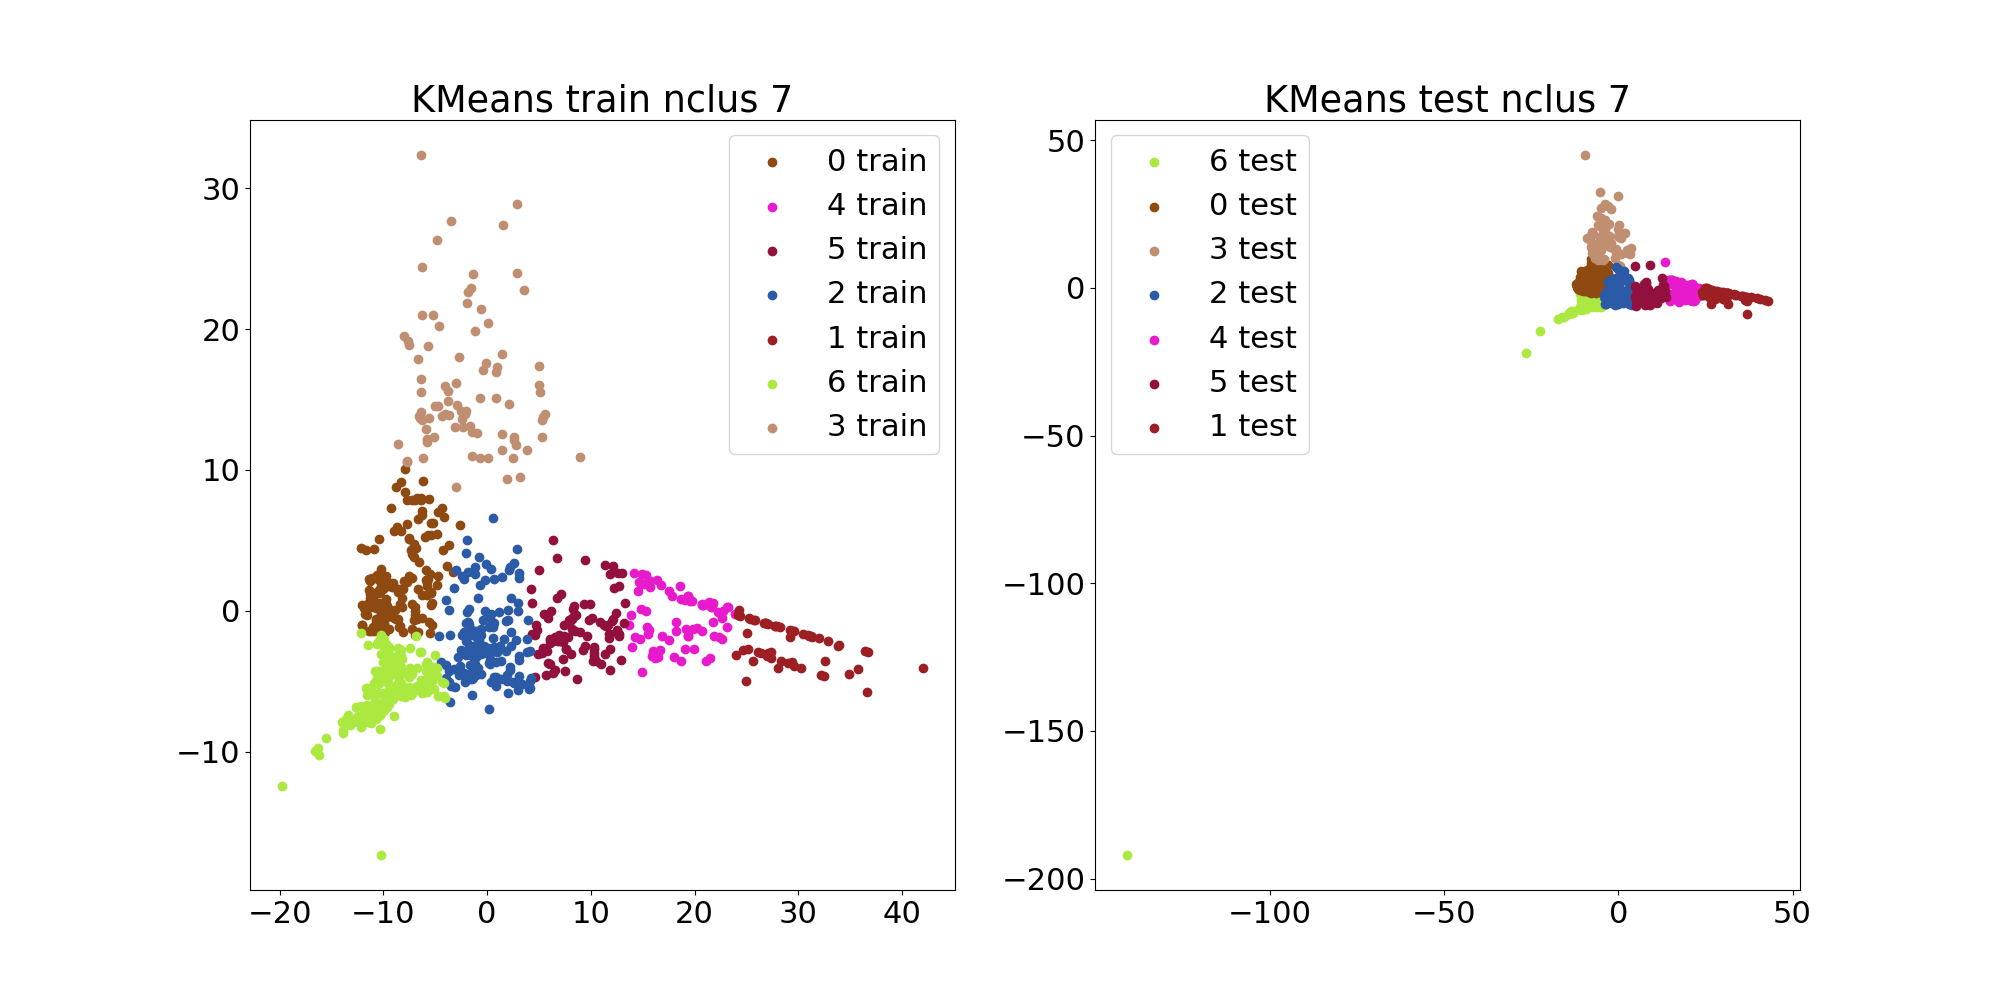 KMeans train nclus 7
30
20
10
0
−10
−20
−10
0
10
20
30
40
0 train
4 train
5 train
2 train
1 train
6 train
3 train
KMeans test nclus 7
50
0
−50
−100
−150
−200
−100
−50
0
50
6 test
0 test
3 test
2 test
4 test
5 test
1 test